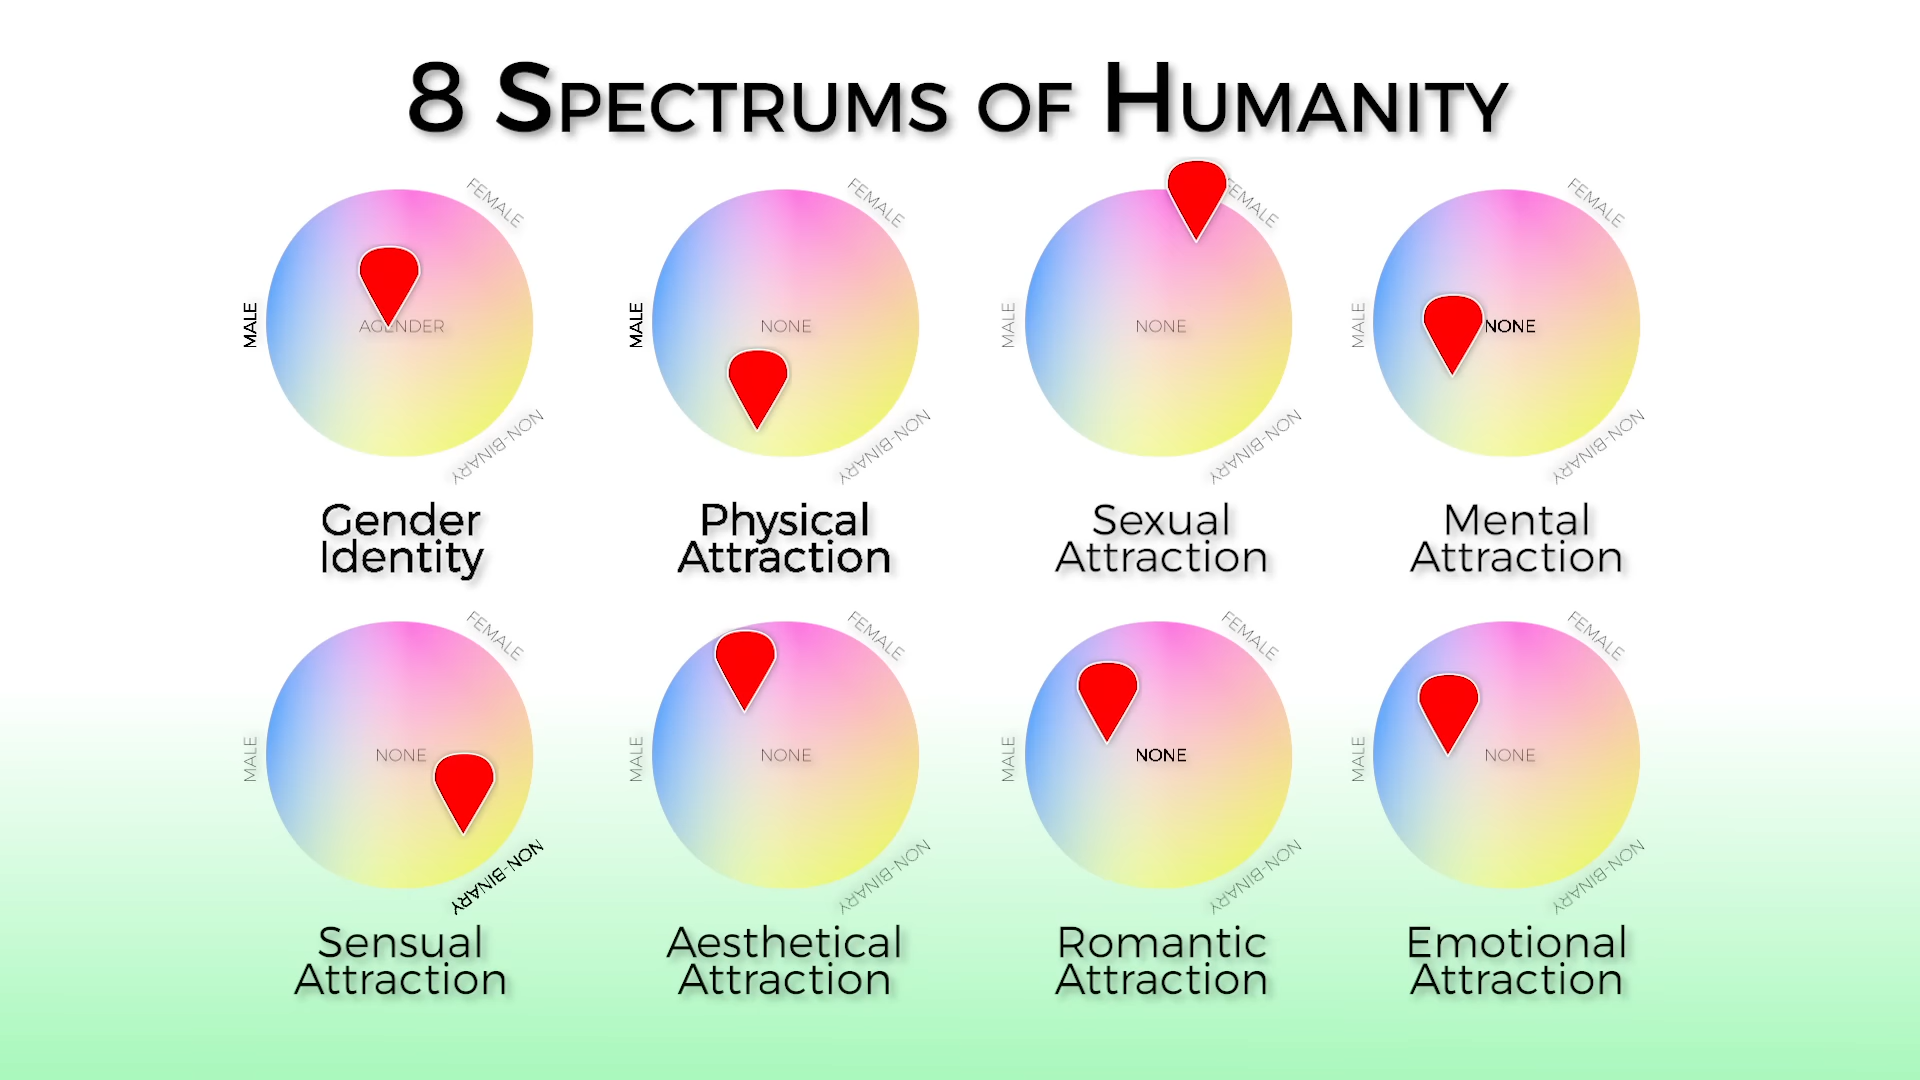 8 Spectrums of Humanity
FEMALE
MALE
AGENDER
NON-BINARY
Gender
Identity
FEMALE
MALE
NONE
NON-BINARY
Physical
Attraction
FEMALE
MALE
NONE
NON-BINARY
Sexual
Attraction
FEMALE
MALE
NONE
NON-BINARY
Mental
Attraction
FEMALE
MALE
NONE
NON-BINARY
Sensual
Attraction
FEMALE
MALE
NONE
NON-BINARY
Aesthetical
Attraction
FEMALE
MALE
NONE
NON-BINARY
Romantic
Attraction
FEMALE
MALE
NONE
NON-BINARY
Emotional
Attraction